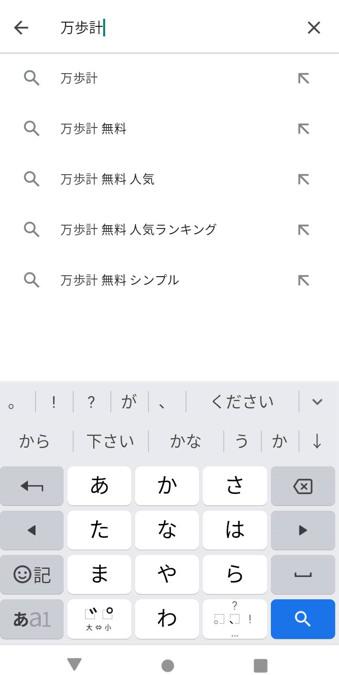 万歩計
万歩計
万歩計 無料
万歩計 無料 人気
万歩計 無料 人気ランキング
万歩計 無料 シンプル
。 ! ? が 、 ください
から 下さい かな う か ↓
あ か さ
た な は
記 ま や ら
あa1 ゛゜大⇔小 わ 。、?!…